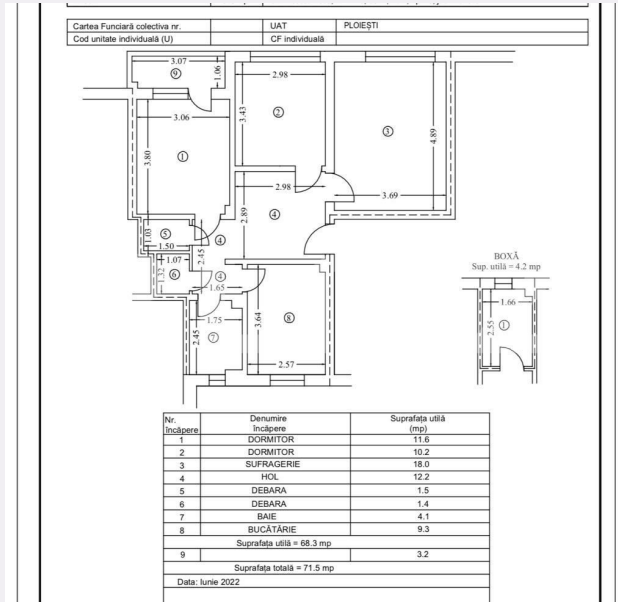 Cartea Funciară colectiva nr. UAT PLOIEȘTI
Cod unitate individuală (U) CF individuală
3.07
9
1.06
2.98
3.06
3.43
2
3
4.89
3.80
1
2.98
3.69
2.89
4
1.03
5
4
1.50
2.45
1.07
6
4
1.32
1.65
BOXĂ
Sup. utilă = 4.2 mp
1.66
2.55
1
1.75
8
3.64
2.45
7
2.57
Nr. încăpere Denumire încăpere Suprafața utilă (mp)
1 DORMITOR 11.6
2 DORMITOR 10.2
3 SUFRAGERIE 18.0
4 HOL 12.2
5 DEBARA 1.5
6 DEBARA 1.4
7 BAIE 4.1
8 BUCĂTĂRIE 9.3
Suprafața utilă = 68.3 mp
9 3.2
Suprafața totală = 71.5 mp
Data: Iunie 2022